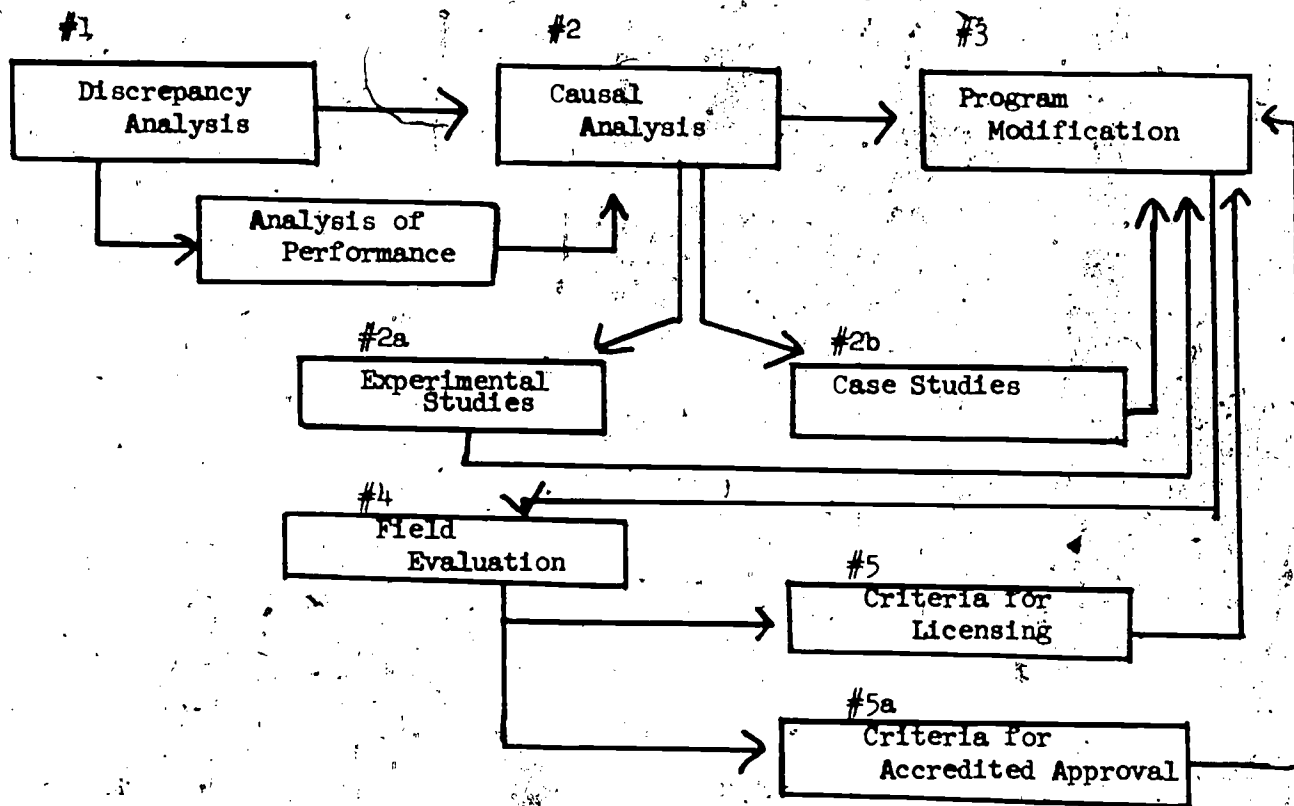 #1
Discrepancy
Analysis
#2
Causal
Analysis
#3
Program
Modification
Analysis of
Performance
#2a
Experimental
Studies
#2b
Case Studies
#4
Field
Evaluation
#5
Criteria for
Licensing
#5a
Criteria for
Accredited Approval